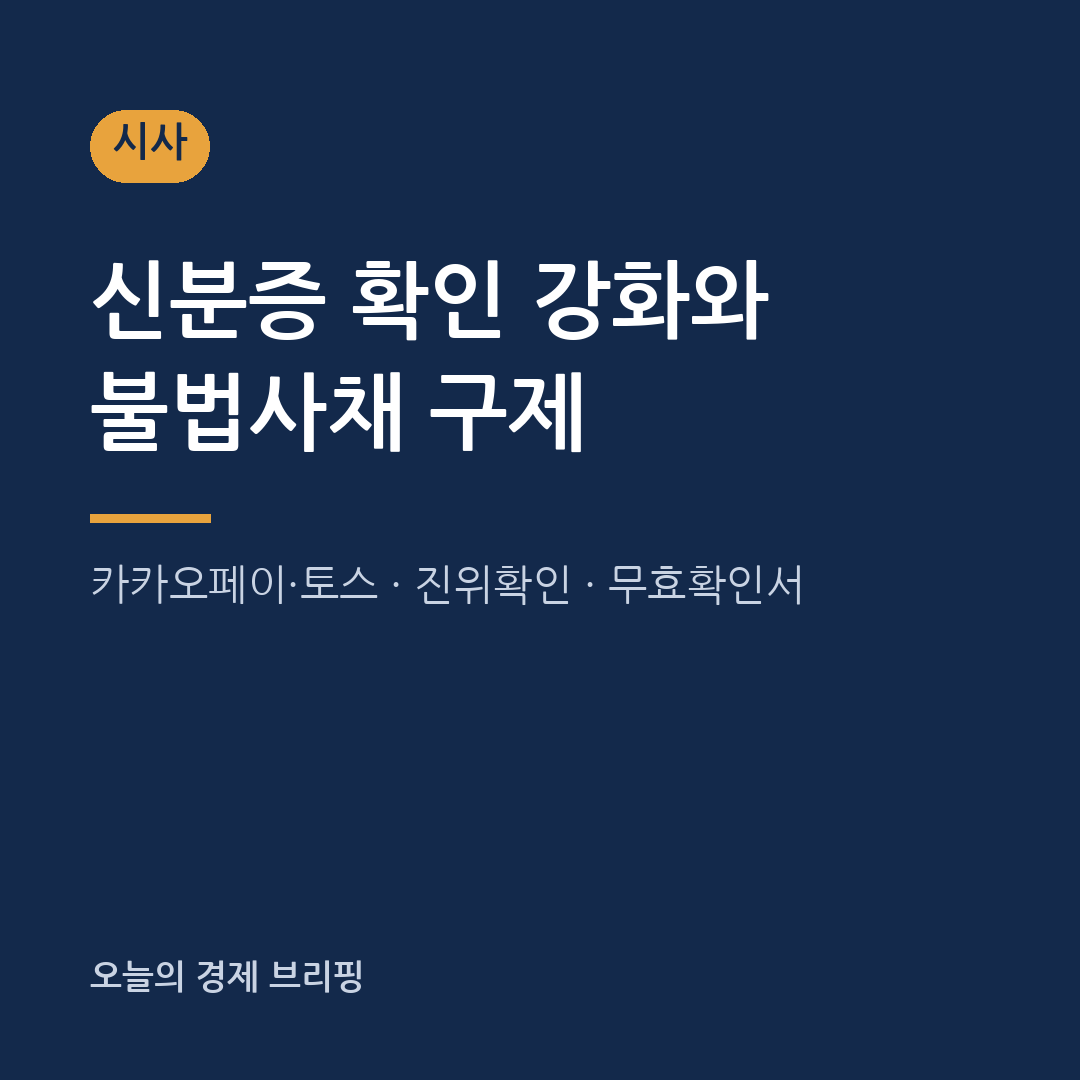 시사
신분증 확인 강화와
불법사채 구제
카카오페이·토스 · 진위확인 · 무효확인서
오늘의 경제 브리핑